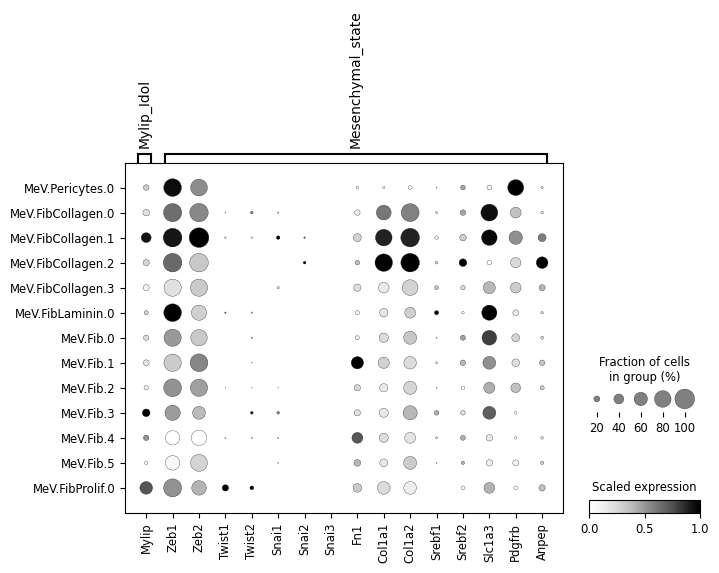 Mylip_Idol
Mesenchymal_state
MeV.Pericytes.0
MeV.FibCollagen.0
MeV.FibCollagen.1
MeV.FibCollagen.2
MeV.FibCollagen.3
MeV.FibLaminin.0
MeV.Fib.0
MeV.Fib.1
MeV.Fib.2
MeV.Fib.3
MeV.Fib.4
MeV.Fib.5
MeV.FibProlif.0
Mylip
Zeb1
Zeb2
Twist1
Twist2
Snai1
Snai2
Snai3
Fn1
Col1a1
Col1a2
Srebf1
Srebf2
Slc1a3
Pdgfrb
Anpep
Fraction of cells
in group (%)
20 40 60 80 100
Scaled expression
0.0 0.5 1.0